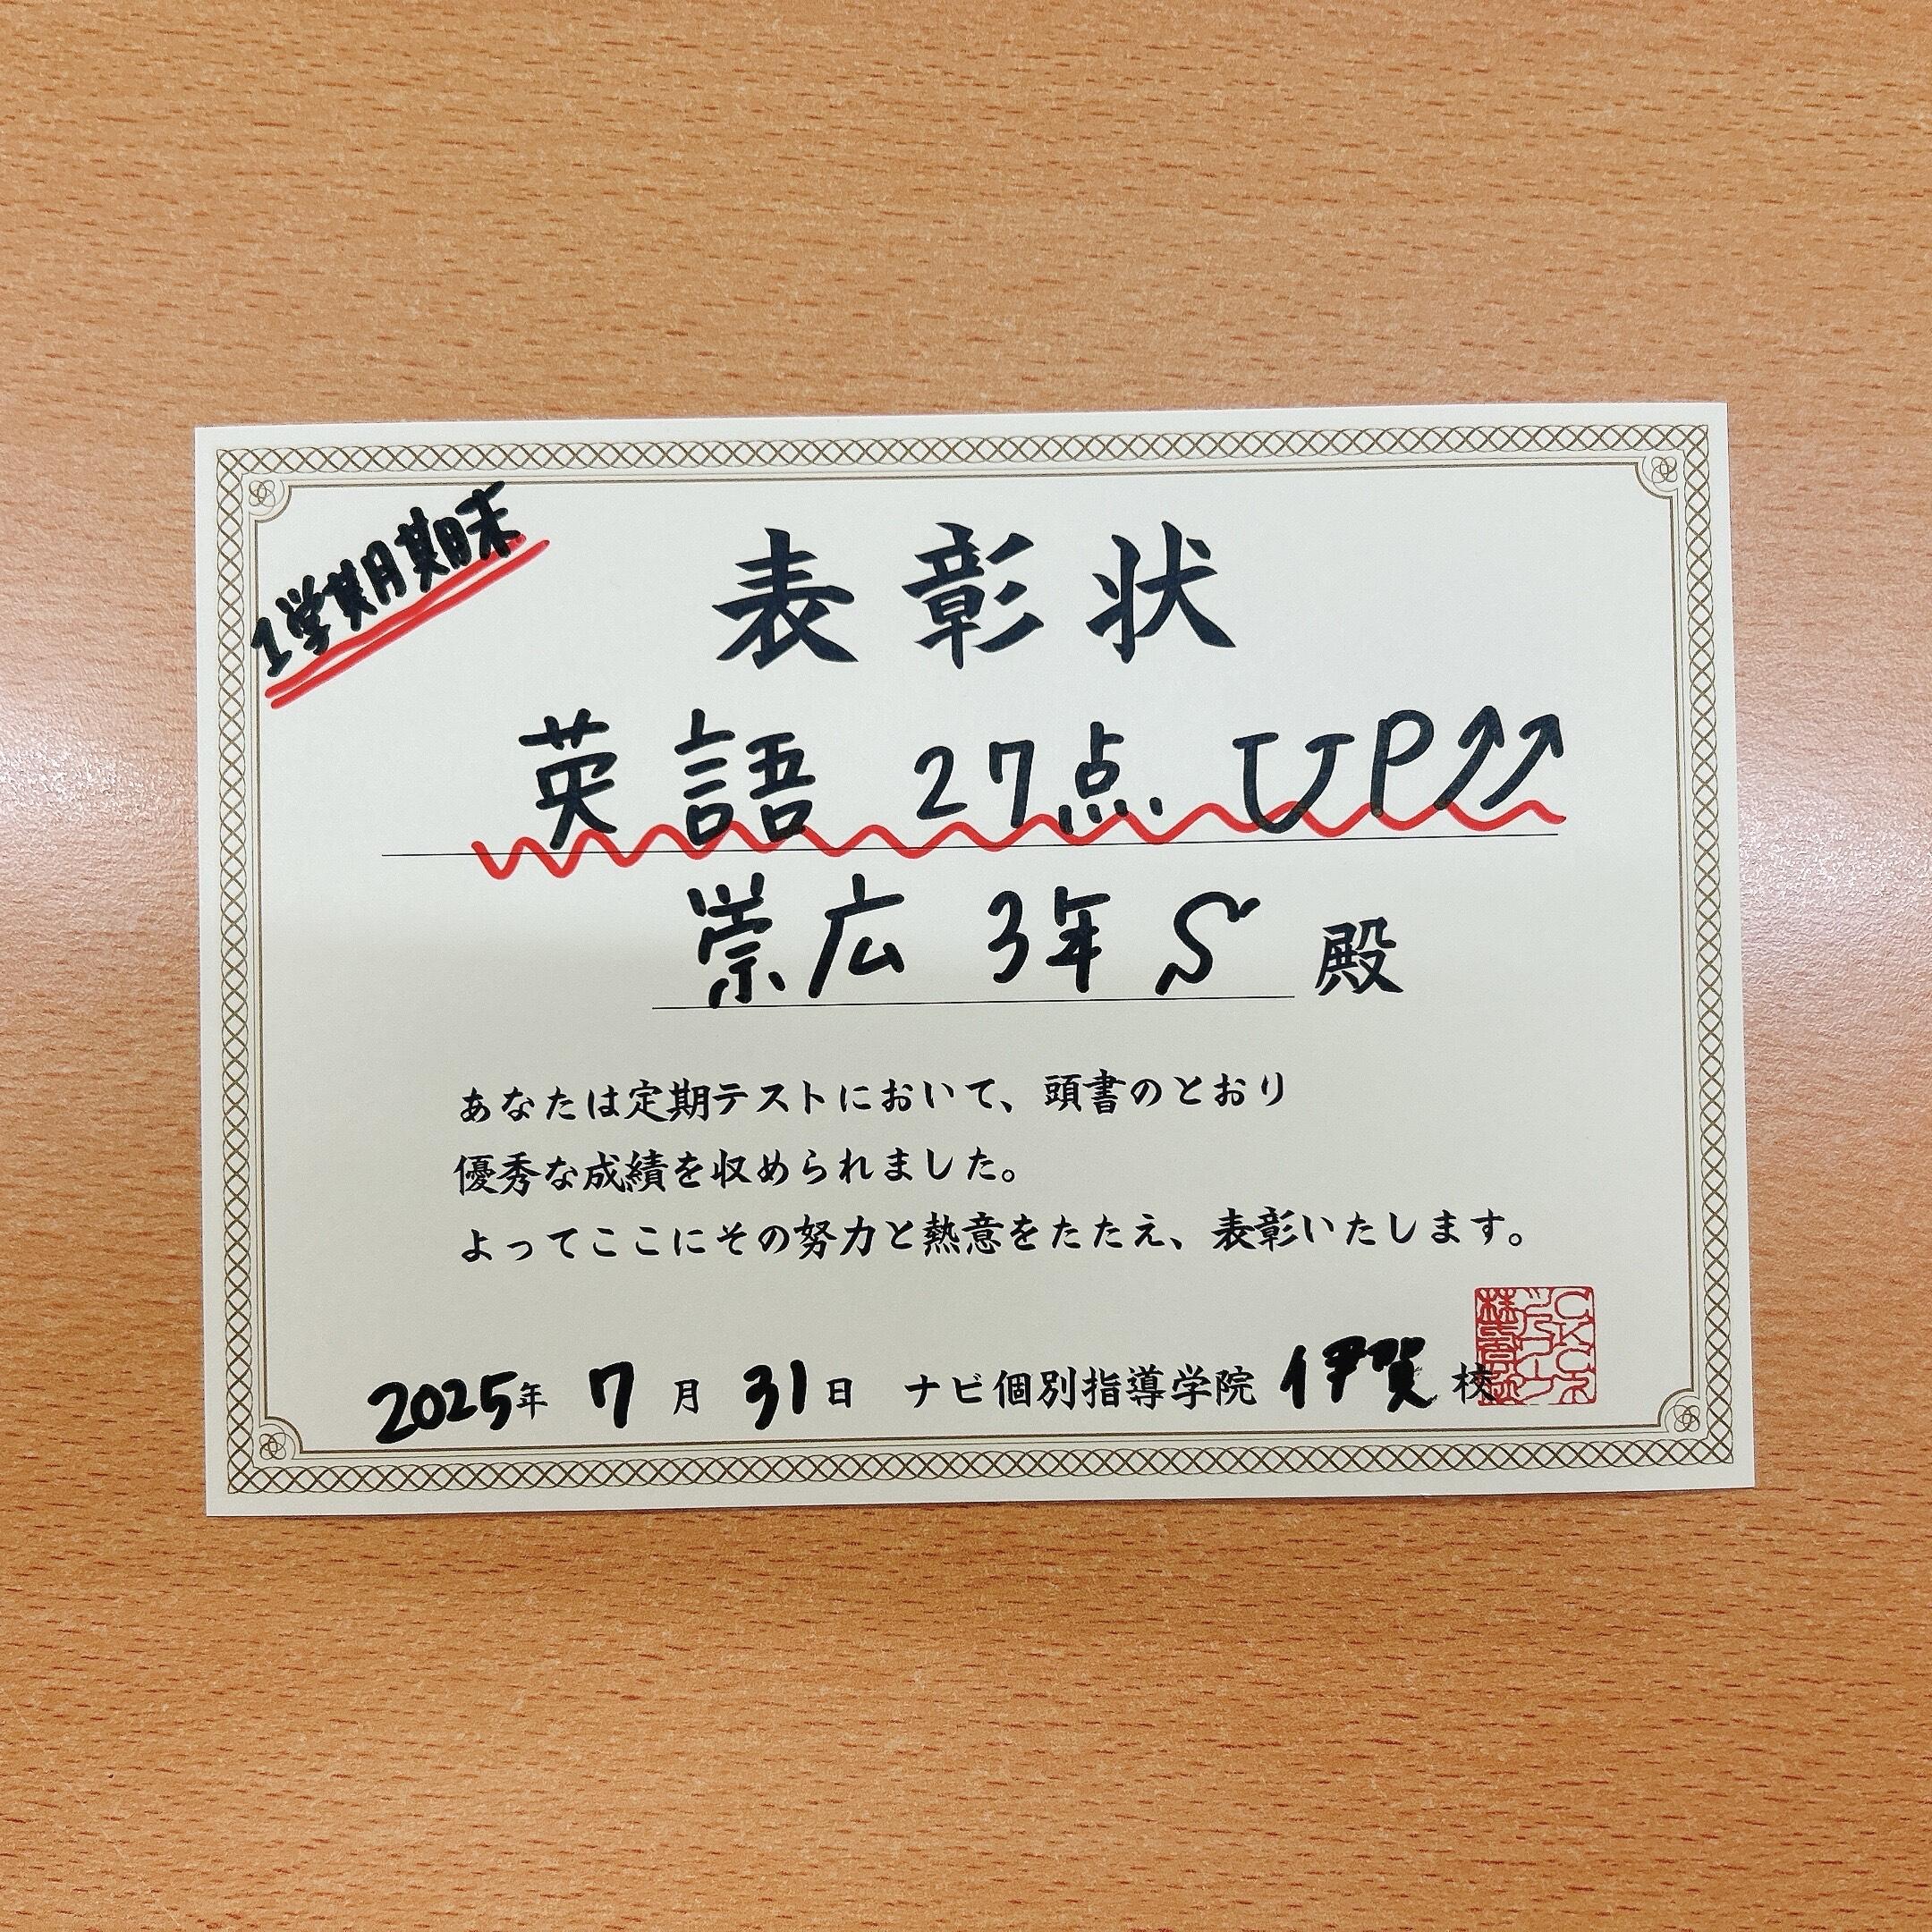 1学期期末
表彰状
英語 27点 UP↑↑
崇広 3年 S 殿
あなたは定期テストにおいて、頭書のとおり
優秀な成績を収められました。
よってここにその努力と熱意をたたえ、表彰いたします。
2025年 7月 31日 ナビ個別指導学院 伊賀 校